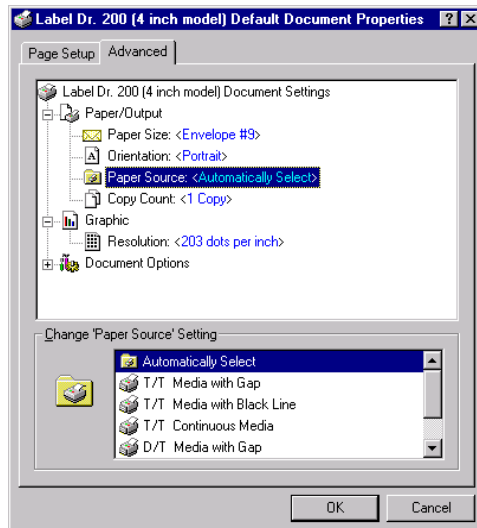 Label Dr. 200 (4 inch model) Default Document Properties
Page Setup
Advanced
Label Dr. 200 (4 inch model) Document Settings
Paper/Output
Paper Size: <Envelope #9>
Orientation: <Portrait>
Paper Source: <Automatically Select>
Copy Count: <1 Copy>
Graphic
Resolution: <203 dots per inch>
Document Options
Change 'Paper Source' Setting
Automatically Select
T/T Media with Gap
T/T Media with Black Line
T/T Continuous Media
D/T Media with Gap
OK
Cancel